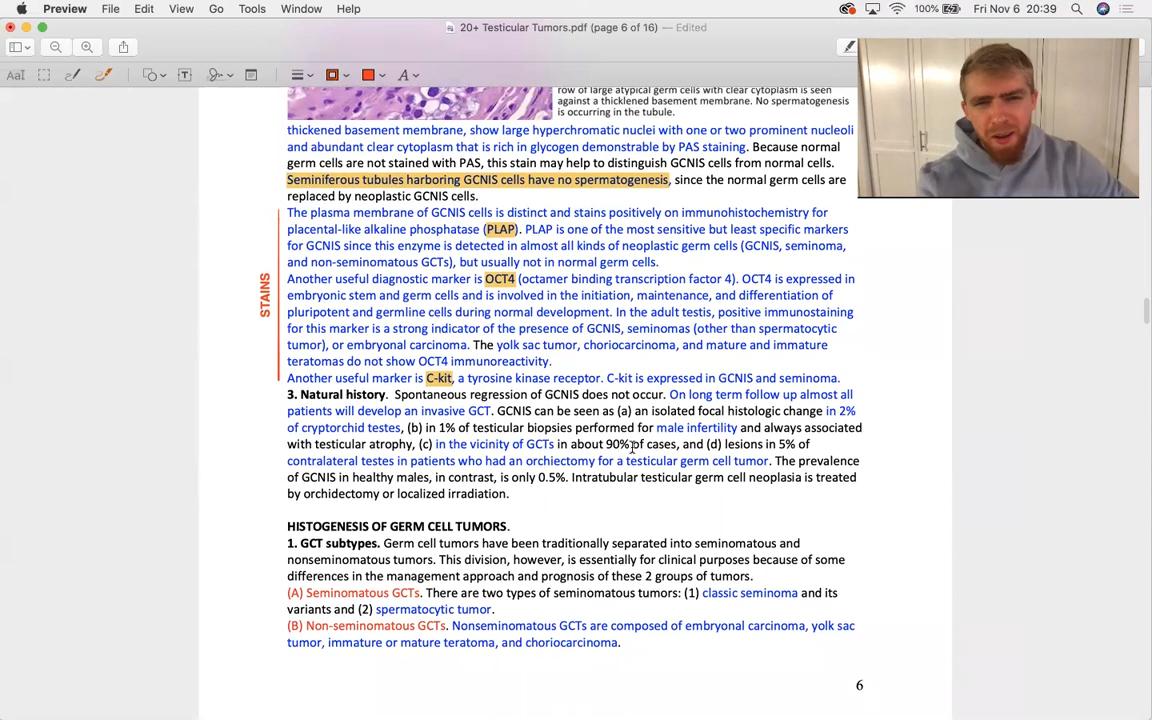 Preview File Edit View Go Tools Window Help 100% Fri Nov 6 20:39
20+ Testicular Tumors.pdf (page 6 of 16) — Edited
AaI T A
row of large atypical germ cells with clear cytoplasm is seen
against a thicklened basement membrane. No spermatogenesis
is occurring in the tubule.
thickened basement membrane, show large hyperchromatic nuclei with one or two prominent nucleoli
and abundant clear cytoplasm that is rich in glycogen demonstrable by PAS staining. Because normal
germ cells are not stained with PAS, this stain may help to distinguish GCNIS cells from normal cells.
Seminiferous tubules harboring GCNIS cells have no spermatogenesis, since the normal germ cells are
replaced by neoplastic GCNIS cells.
The plasma membrane of GCNIS cells is distinct and stains positively on immunohistochemistry for
placental-like alkaline phosphatase (PLAP). PLAP is one of the most sensitive but least specific markers
for GCNIS since this enzyme is detected in almost all kinds of neoplastic germ cells (GCNIS, seminoma,
and non-seminomatous GCTs), but usually not in normal germ cells.
Another useful diagnostic marker is OCT4 (octamer binding transcription factor 4). OCT4 is expressed in
embryonic stem and germ cells and is involved in the initiation, maintenance, and differentiation of
pluripotent and germline cells during normal development. In the adult testis, positive immunostaining
for this marker is a strong indicator of the presence of GCNIS, seminomas (other than spermatocytic
tumor), or embryonal carcinoma. The yolk sac tumor, choriocarcinoma, and mature and immature
teratomas do not show OCT4 immunoreactivity.
Another useful marker is C-kit, a tyrosine kinase receptor. C-kit is expressed in GCNIS and seminoma.
STAINS
3. Natural history. Spontaneous regression of GCNIS does not occur. On long term follow up almost all
patients will develop an invasive GCT. GCNIS can be seen as (a) an isolated focal histologic change in 2%
of cryptorchid testes, (b) in 1% of testicular biopsies performed for male infertility and always associated
with testicular atrophy, (c) in the vicinity of GCTs in about 90% of cases, and (d) lesions in 5% of
contralateral testes in patients who had an orchiectomy for a testicular germ cell tumor. The prevalence
of GCNIS in healthy males, in contrast, is only 0.5%. Intratubular testicular germ cell neoplasia is treated
by orchidectomy or localized irradiation.
HISTOGENESIS OF GERM CELL TUMORS.
1. GCT subtypes. Germ cell tumors have been traditionally separated into seminomatous and
nonseminomatous tumors. This division, however, is essentially for clinical purposes because of some
differences in the management approach and prognosis of these 2 groups of tumors.
(A) Seminomatous GCTs. There are two types of seminomatous tumors: (1) classic seminoma and its
variants and (2) spermatocytic tumor.
(B) Non-seminomatous GCTs. Nonseminomatous GCTs are composed of embryonal carcinoma, yolk sac
tumor, immature or mature teratoma, and choriocarcinoma.
6